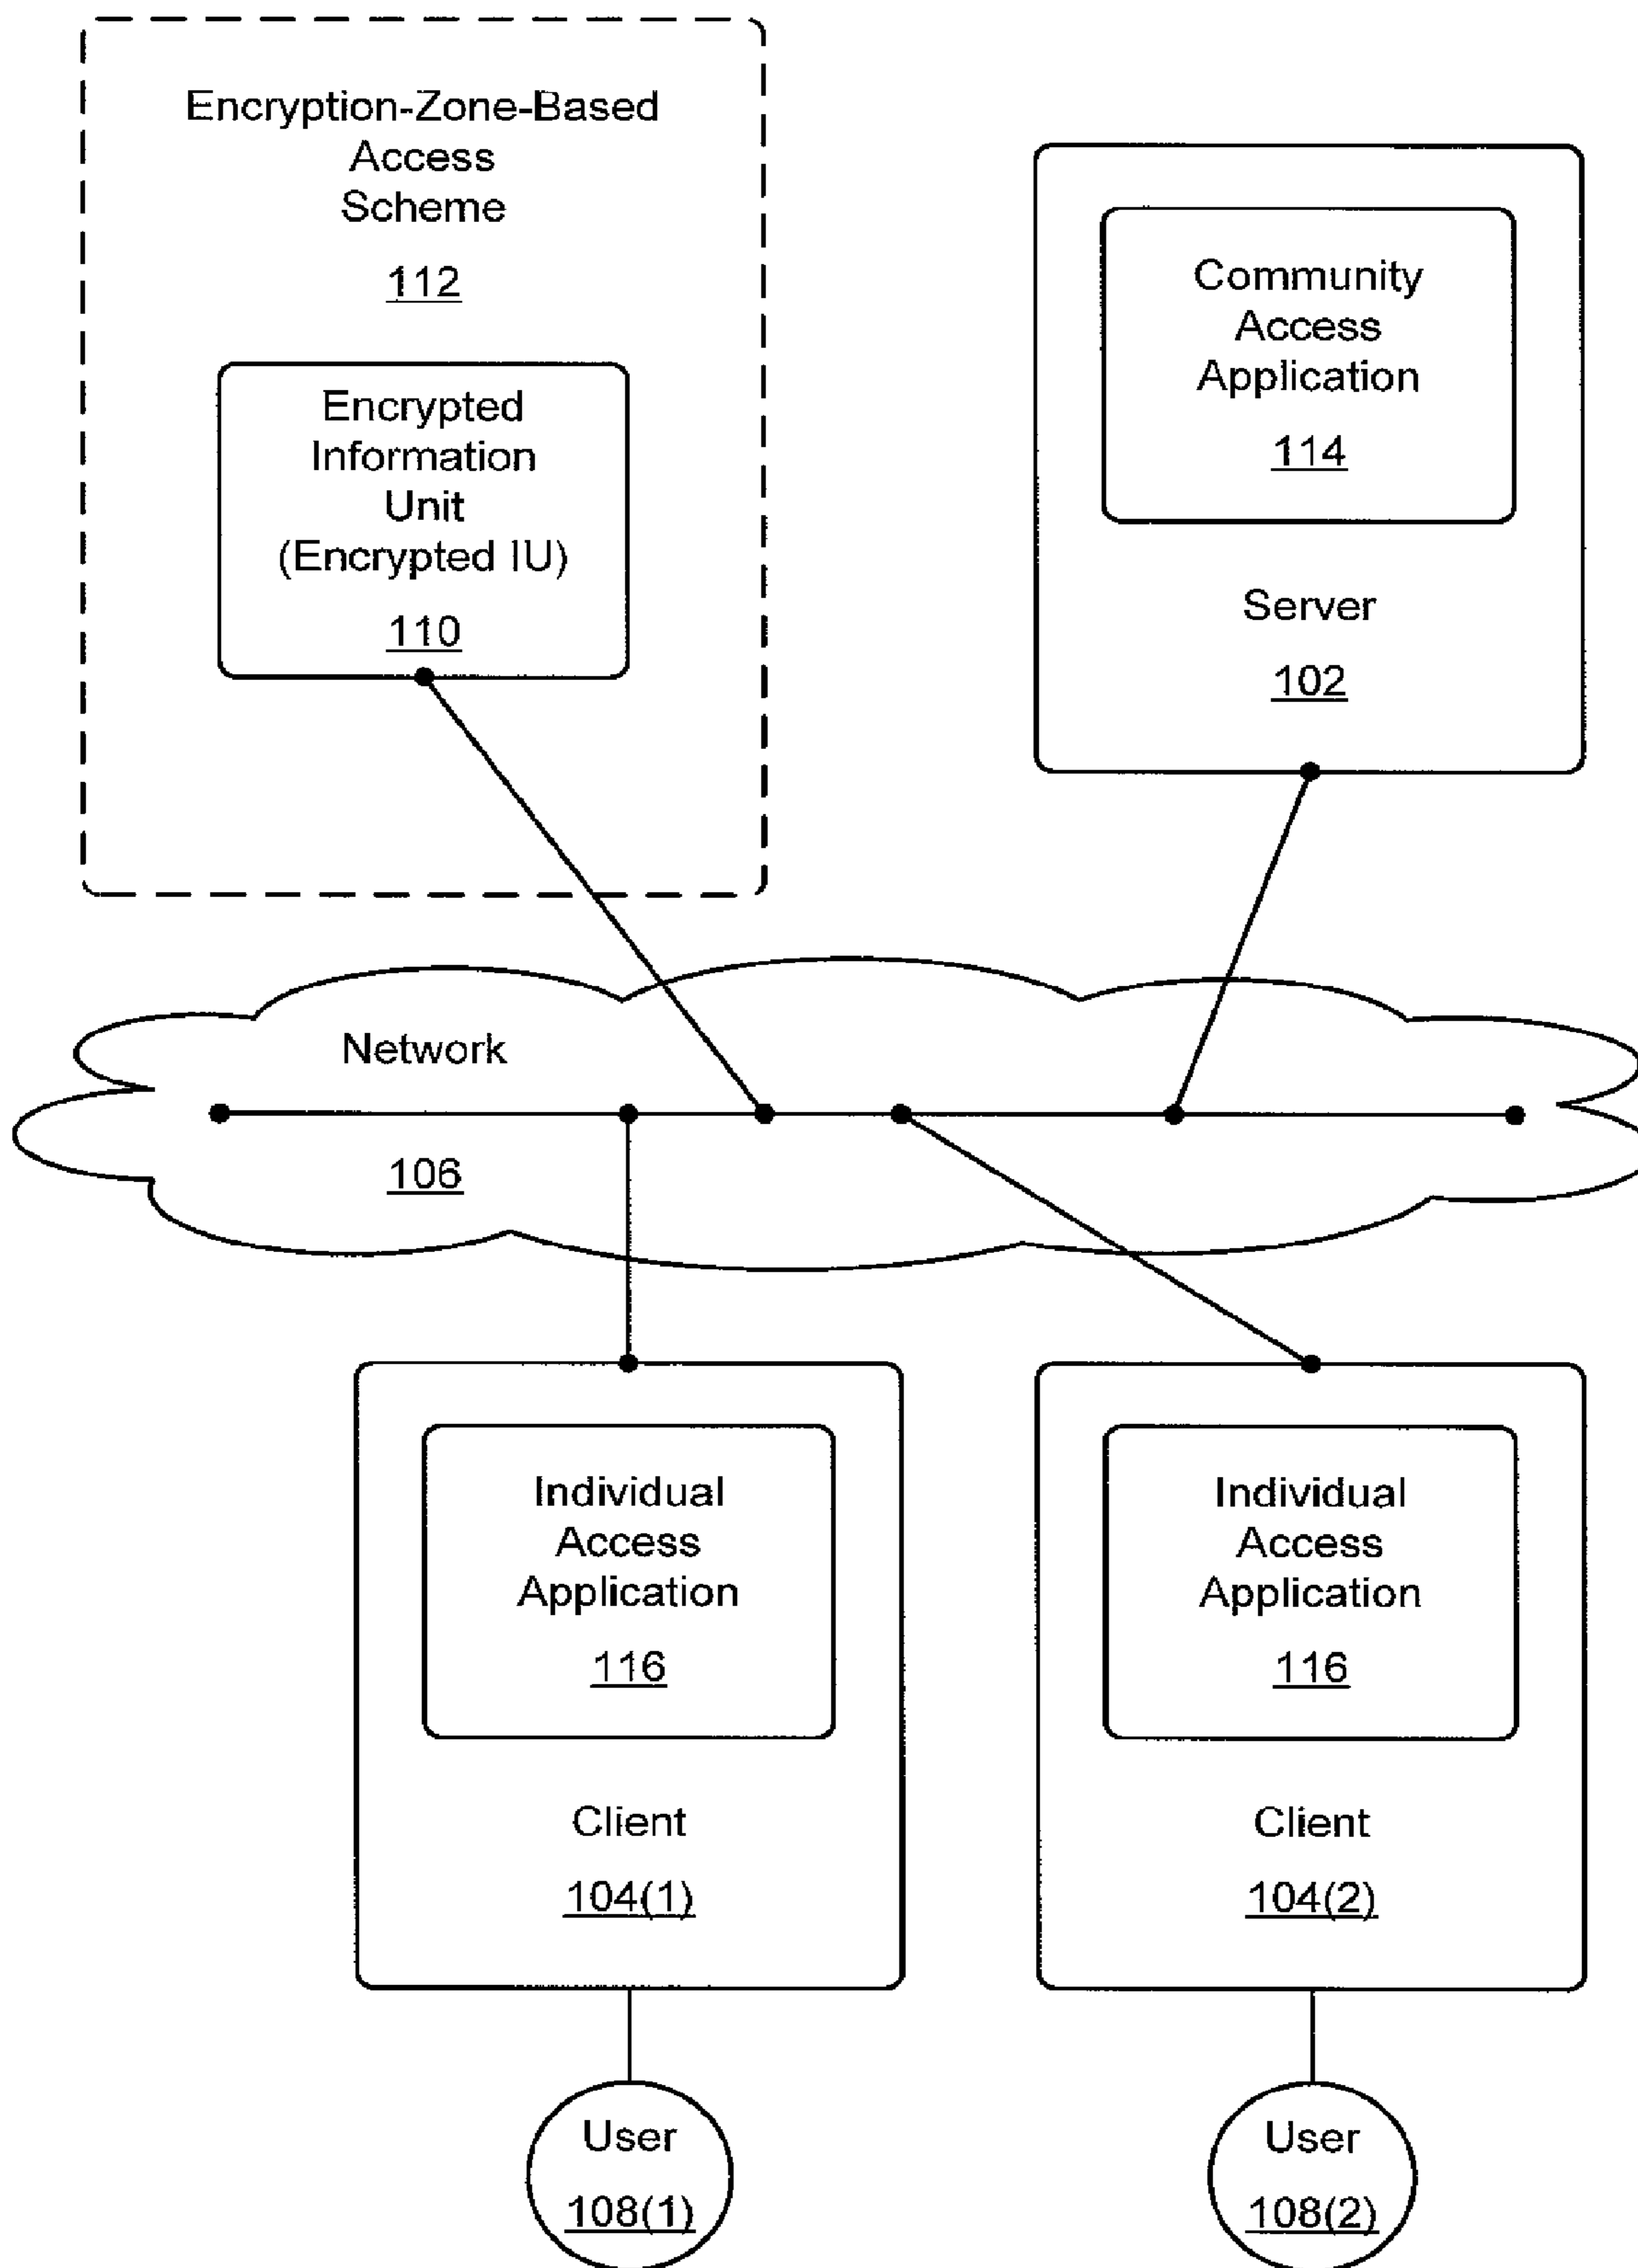 Encryption-Zone-Based
Access
Scheme
112
Encrypted
Information
Unit
(Encrypted IU)
110
Community
Access
Application
114
Server
102
Network
106
Individual
Access
Application
116
Client
104(1)
Individual
Access
Application
116
Client
104(2)
User
108(1)
User
108(2)